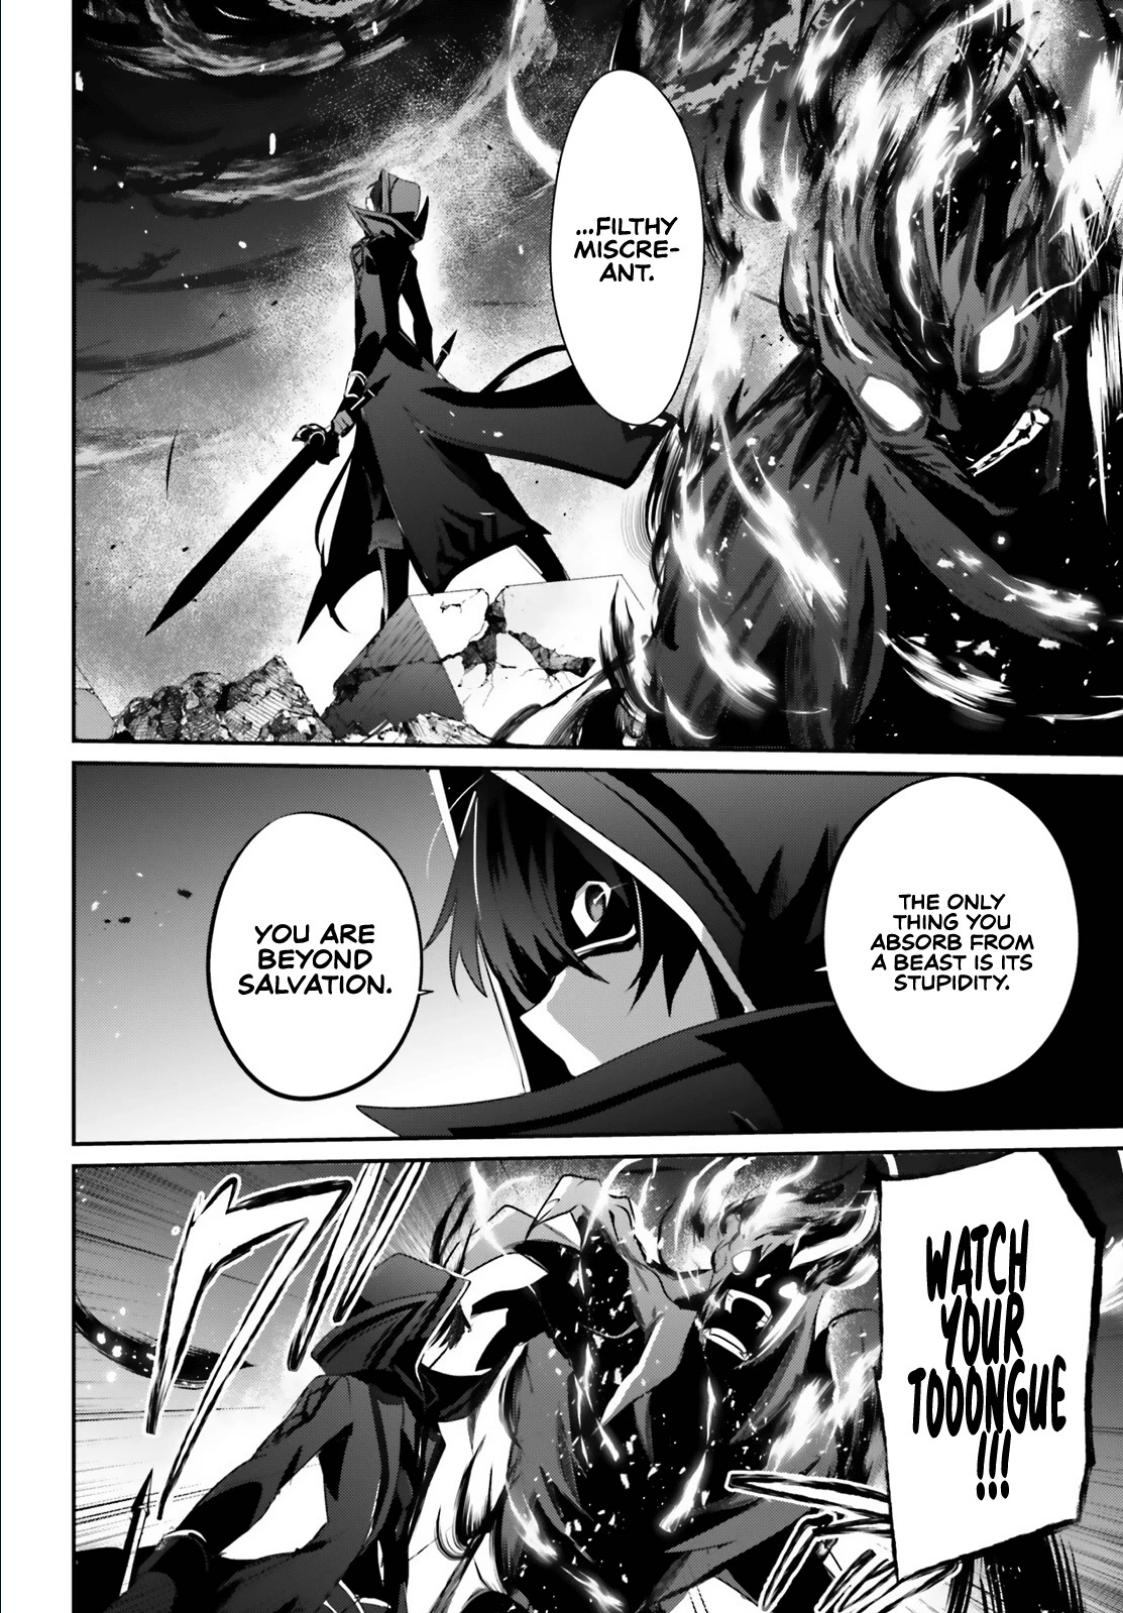 ...FILTHY
MISCRE-
ANT.
THE ONLY
THING YOU
ABSORB FROM
A BEAST IS ITS
STUPIDITY.
YOU ARE
BEYOND
SALVATION.
WATCH
YOUR
TOOONGUE
!!!